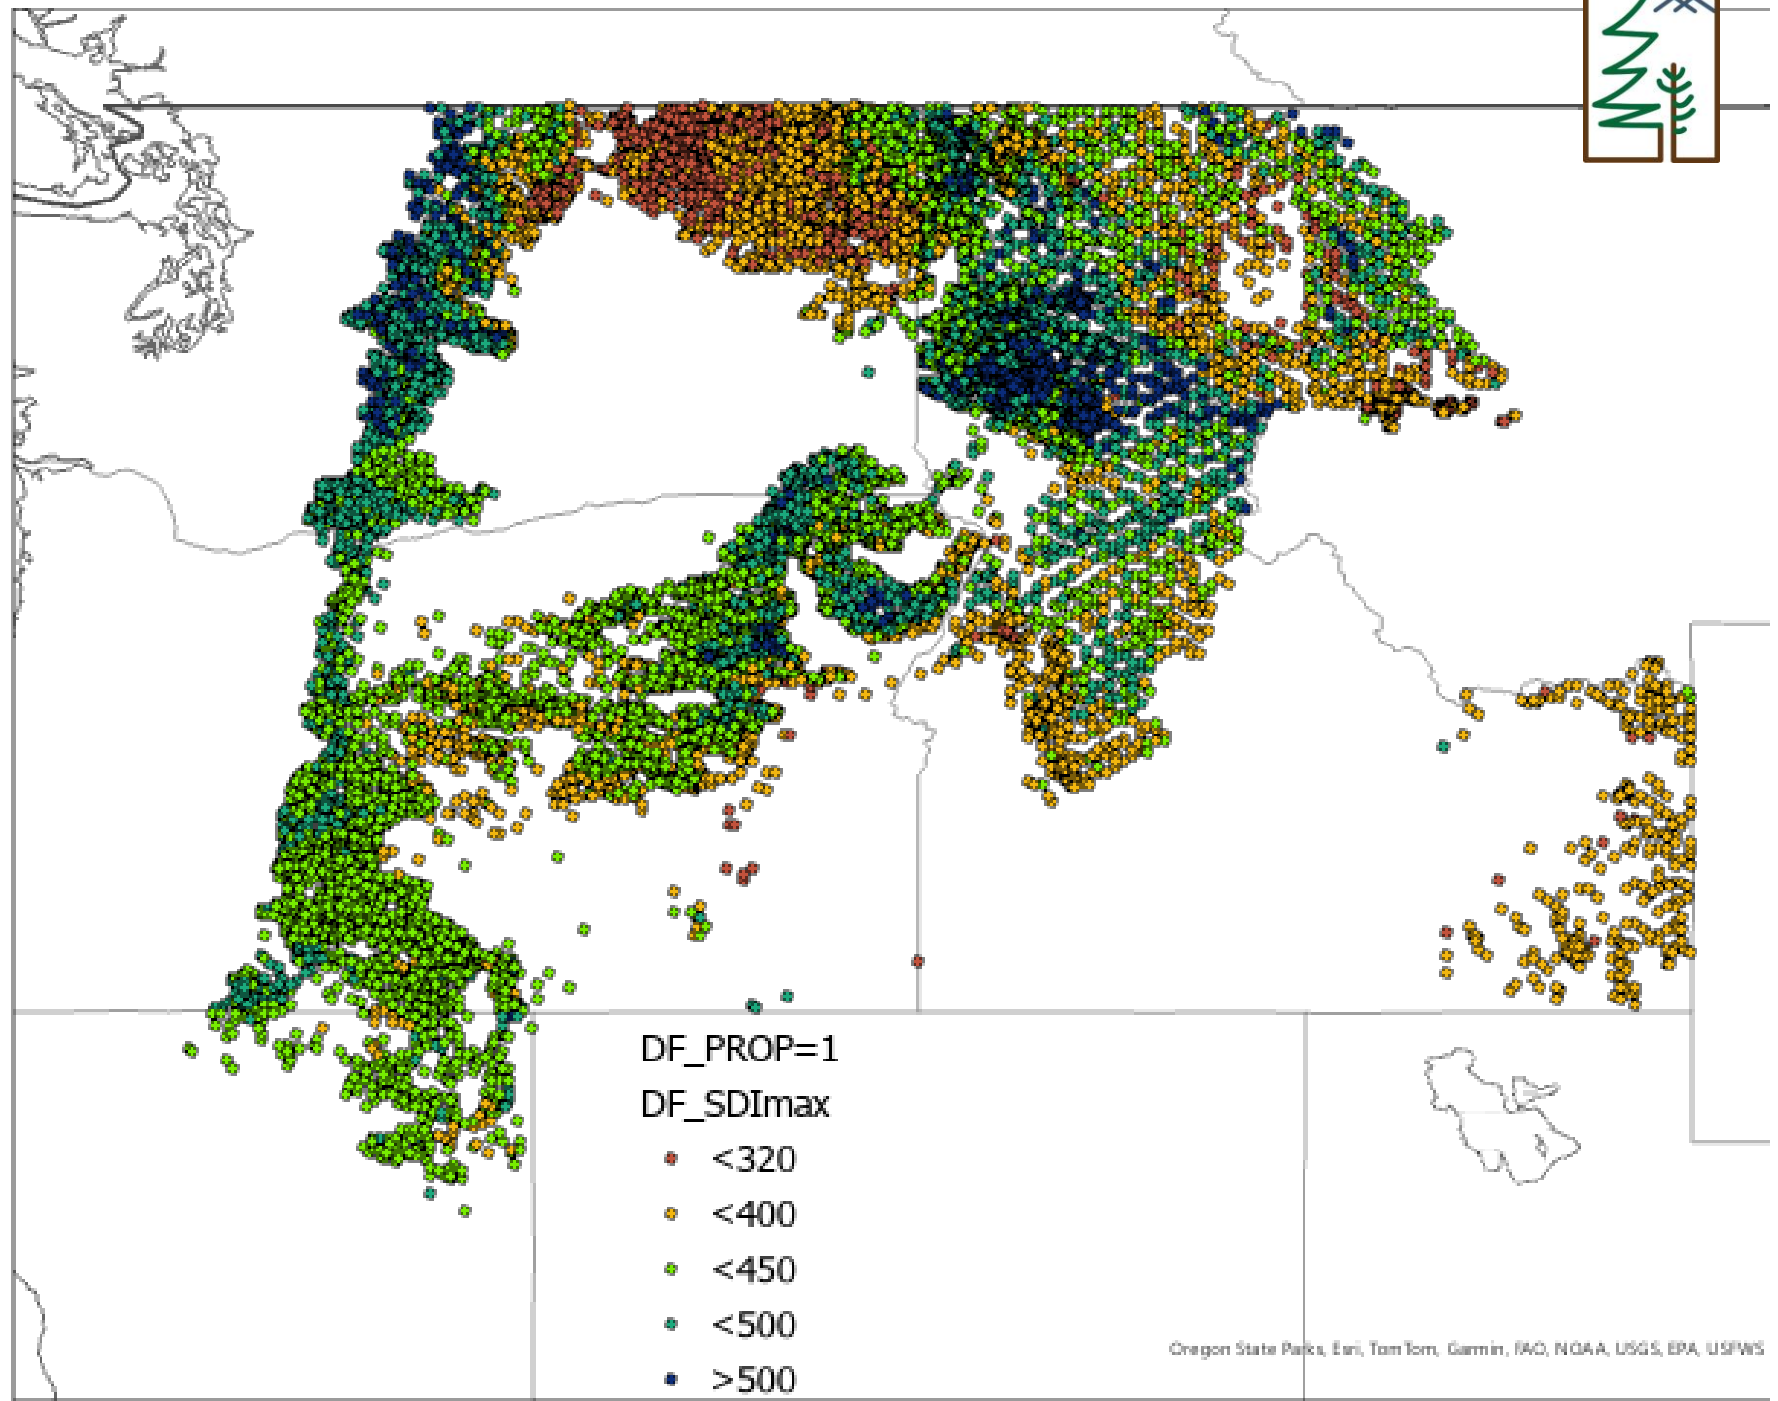 DF_PROP=1
DF_SDImax
<320
<400
<450
<500
>500
Oregon State Parks, Esri, TomTom, Garmin, FAO, NOAA, USGS, EPA, USFWS